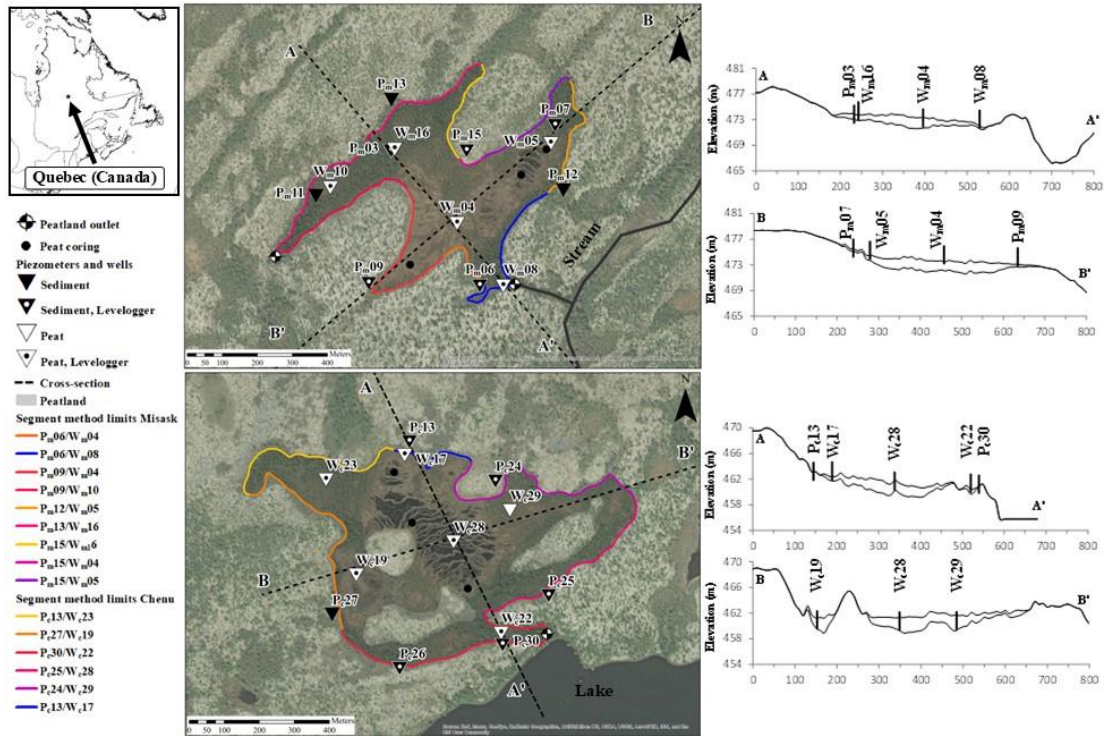 Quebec (Canada)
Peatland outlet
Peat coring
Piezometers and wells
Sediment
Sediment, Levelogger
Peat
Peat, Levelogger
Cross-section
Peatland
Segment method limits Misask
Pm06/Wm04
Pm06/Wm08
Pm09/Wm04
Pm09/Wm10
Pm12/Wm05
Pm13/Wm16
Pm15/Wm16
Pm15/Wm04
Pm15/Wm05
Segment method limits Chenu
Pc13/Wc23
Pc27/Wc19
Pc30/Wc22
Pc25/Wc28
Pc24/Wc29
Pc13/Wc17
N
A
B
Pm13
Pm07
Wm16
Pm15
Wm05
Pm03
Wm10
Pm11
Pm12
Wm04
Stream
Pm09
Pm06
Wm08
B'
A'
0 50 100 200 300 400
Meters
N
A
Pc13
B'
Wc17
Wc23
Pc24
Wc29
Wc28
Wc19
B
Pc25
Pc27
Wc22
Pc30
Pc26
A'
Lake
0 50 100 200 300 400
Meters
Elevation (m)
481
477
473
469
465
A
Pm03
Wm16
Wm04
Wm08
A'
0 100 200 300 400 500 600 700 800
Elevation (m)
481
477
473
469
465
B
Pm07
Wm05
Wm04
Pm09
B'
0 100 200 300 400 500 600 700 800
Elevation (m)
470
466
462
458
454
A
Pc13
Wc17
Wc28
Wc22
Pc30
A'
0 100 200 300 400 500 600 700 800
Elevation (m)
469
466
462
458
454
B
Wc19
Wc28
Wc29
B'
0 100 200 300 400 500 600 700 800